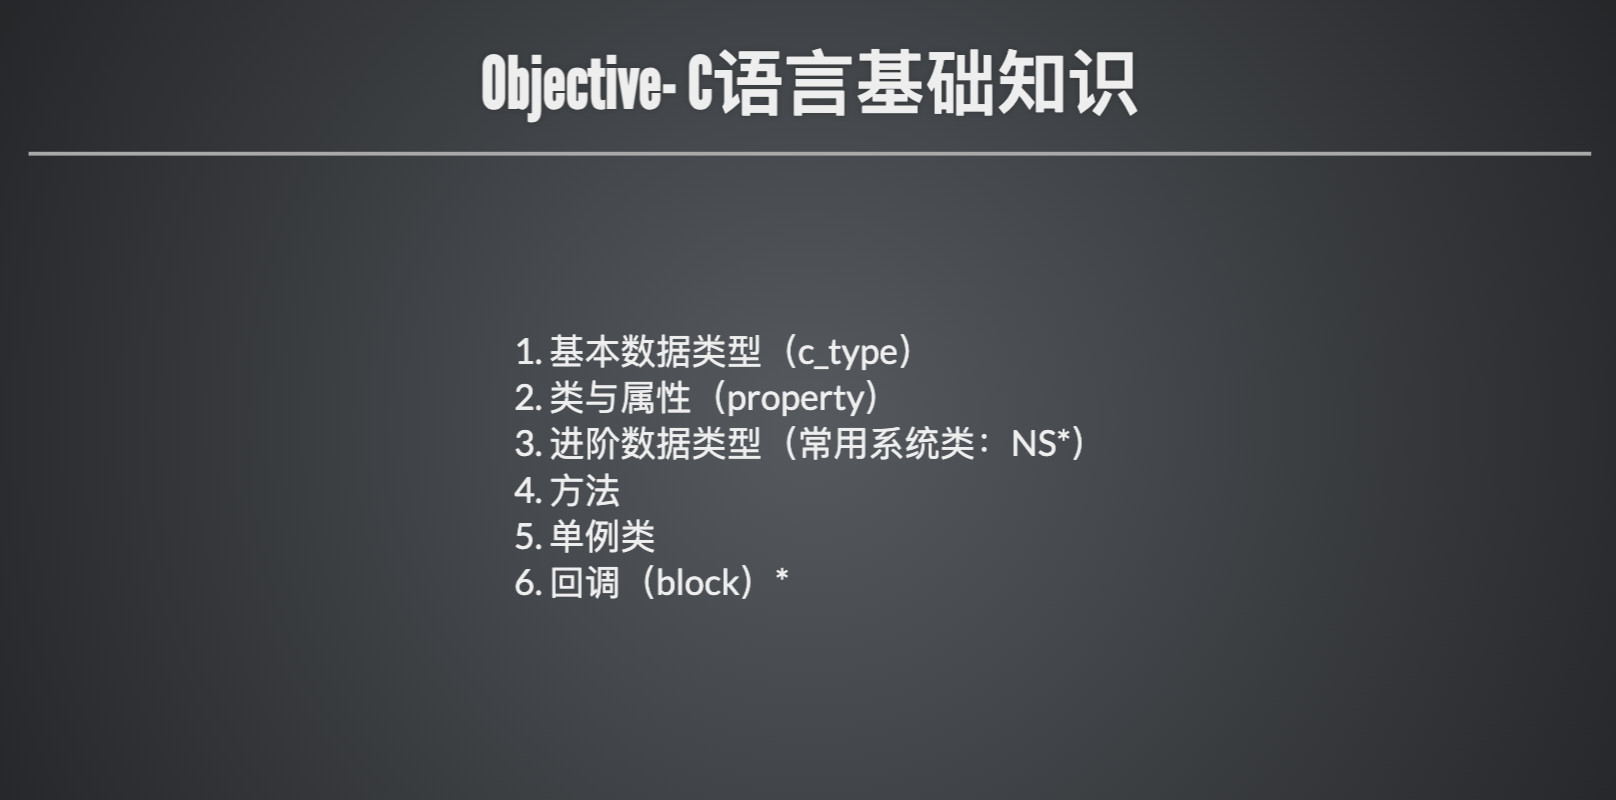 Objective- C语言基础知识
1. 基本数据类型（c_type）
2. 类与属性（property）
3. 进阶数据类型（常用系统类：NS*）
4. 方法
5. 单例类
6. 回调（block）*